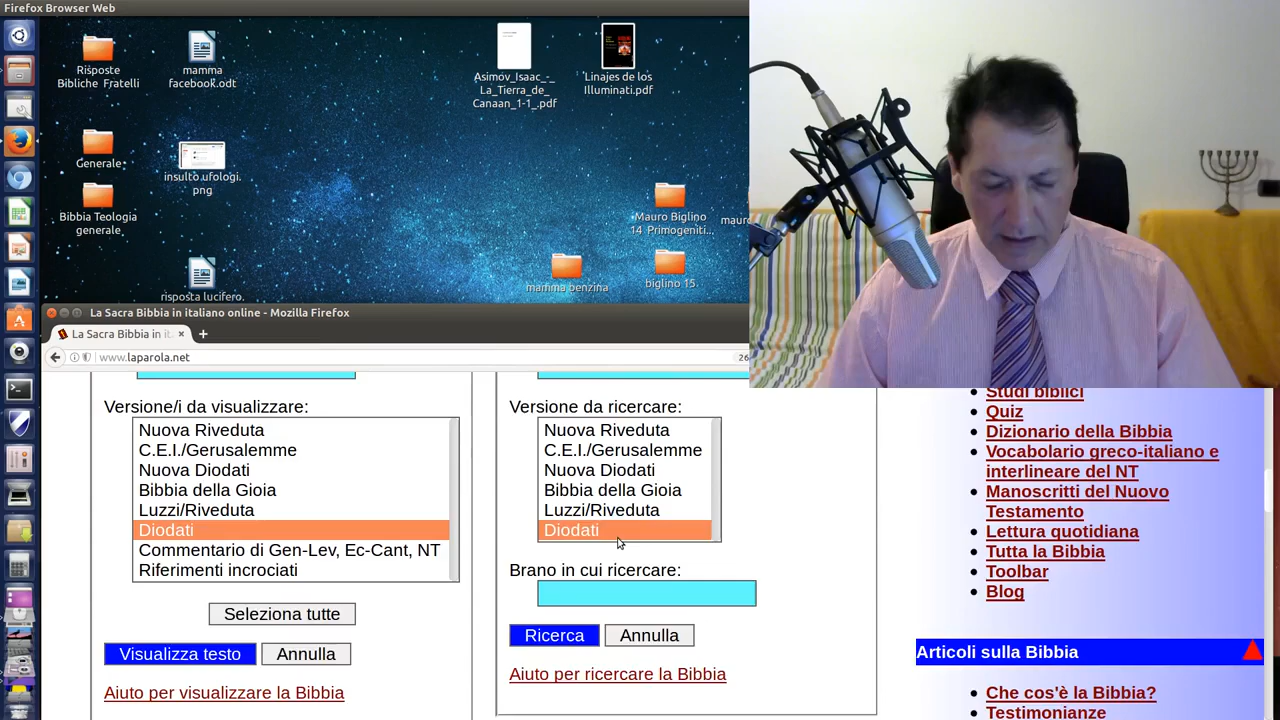 Firefox Browser Web
Risposte
Bibliche Fratelli
mamma
facebook.odt
Asimov_Isaac_-_
La_Tierra_de_
Canaan_1-1_.pdf
Linajes de los
Illuminati.pdf
Generale
insulto.ufologi.
png
Bibbia Teologia
generale
Mauro Biglino
14 Primogeniti...
mauro
risposta lucifero.
mamma benzina
biglino 15.
La Sacra Bibbia in italiano online - Mozilla Firefox
La Sacra Bibbia in it
www.laparola.net
26
Versione/i da visualizzare:
Nuova Riveduta
C.E.I./Gerusalemme
Nuova Diodati
Bibbia della Gioia
Luzzi/Riveduta
Diodati
Commentario di Gen-Lev, Ec-Cant, NT
Riferimenti incrociati
Seleziona tutte
Visualizza testo
Annulla
Aiuto per visualizzare la Bibbia
Versione da ricercare:
Nuova Riveduta
C.E.I./Gerusalemme
Nuova Diodati
Bibbia della Gioia
Luzzi/Riveduta
Diodati
Brano in cui ricercare:
Ricerca
Annulla
Aiuto per ricercare la Bibbia
Studi biblici
Quiz
Dizionario della Bibbia
Vocabolario greco-italiano e
interlineare del NT
Manoscritti del Nuovo
Testamento
Lettura quotidiana
Tutta la Bibbia
Toolbar
Blog
Articoli sulla Bibbia
Che cos'è la Bibbia?
Testimonianze